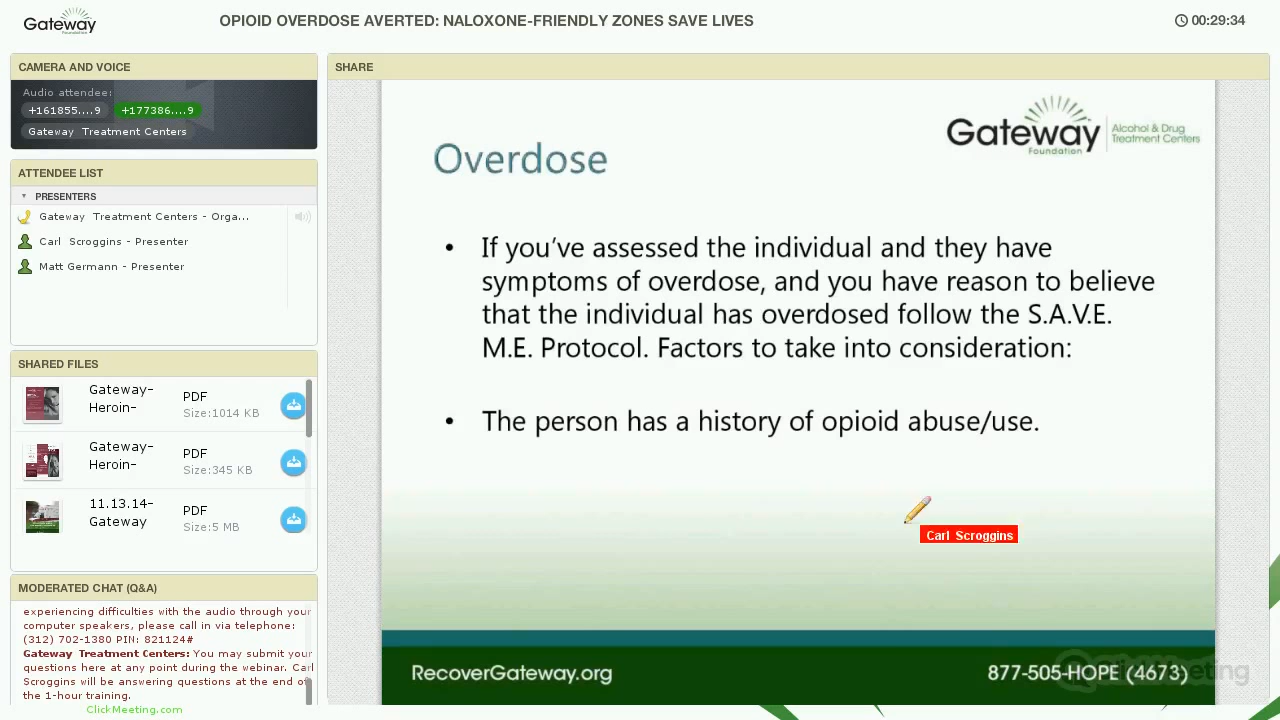 Gateway
FOUNDATION
OPIOID OVERDOSE AVERTED: NALOXONE-FRIENDLY ZONES SAVE LIVES
00:29:34
CAMERA AND VOICE
Audio attendee:
+161855....9
+177386....9
Gateway Treatment Centers
ATTENDEE LIST
PRESENTERS
Gateway Treatment Centers - Orga...
Carl Scroggins - Presenter
Matt Germann - Presenter
SHARED FILES
Gateway-
Heroin-
PDF
Size:1014 KB
Gateway-
Heroin-
PDF
Size:345 KB
11.13.14-
Gateway
PDF
Size:5 MB
MODERATED CHAT (Q&A)
experiencing difficulties with the audio through your
computer speakers, please call in via telephone:
PIN: 821124#
Gateway Treatment Centers: You may submit your
questions here at any point during the webinar. Carl
Scroggins will be answering questions at the end of
the 1-hour training.
ClickMeeting.com
SHARE
Gateway
Foundation
Alcohol & Drug
Treatment Centers
Overdose
• If you’ve assessed the individual and they have
symptoms of overdose, and you have reason to believe
that the individual has overdosed follow the S.A.V.E.
M.E. Protocol. Factors to take into consideration:
• The person has a history of opioid abuse/use.
Carl Scroggins
RecoverGateway.org
877-505-HOPE (4673)